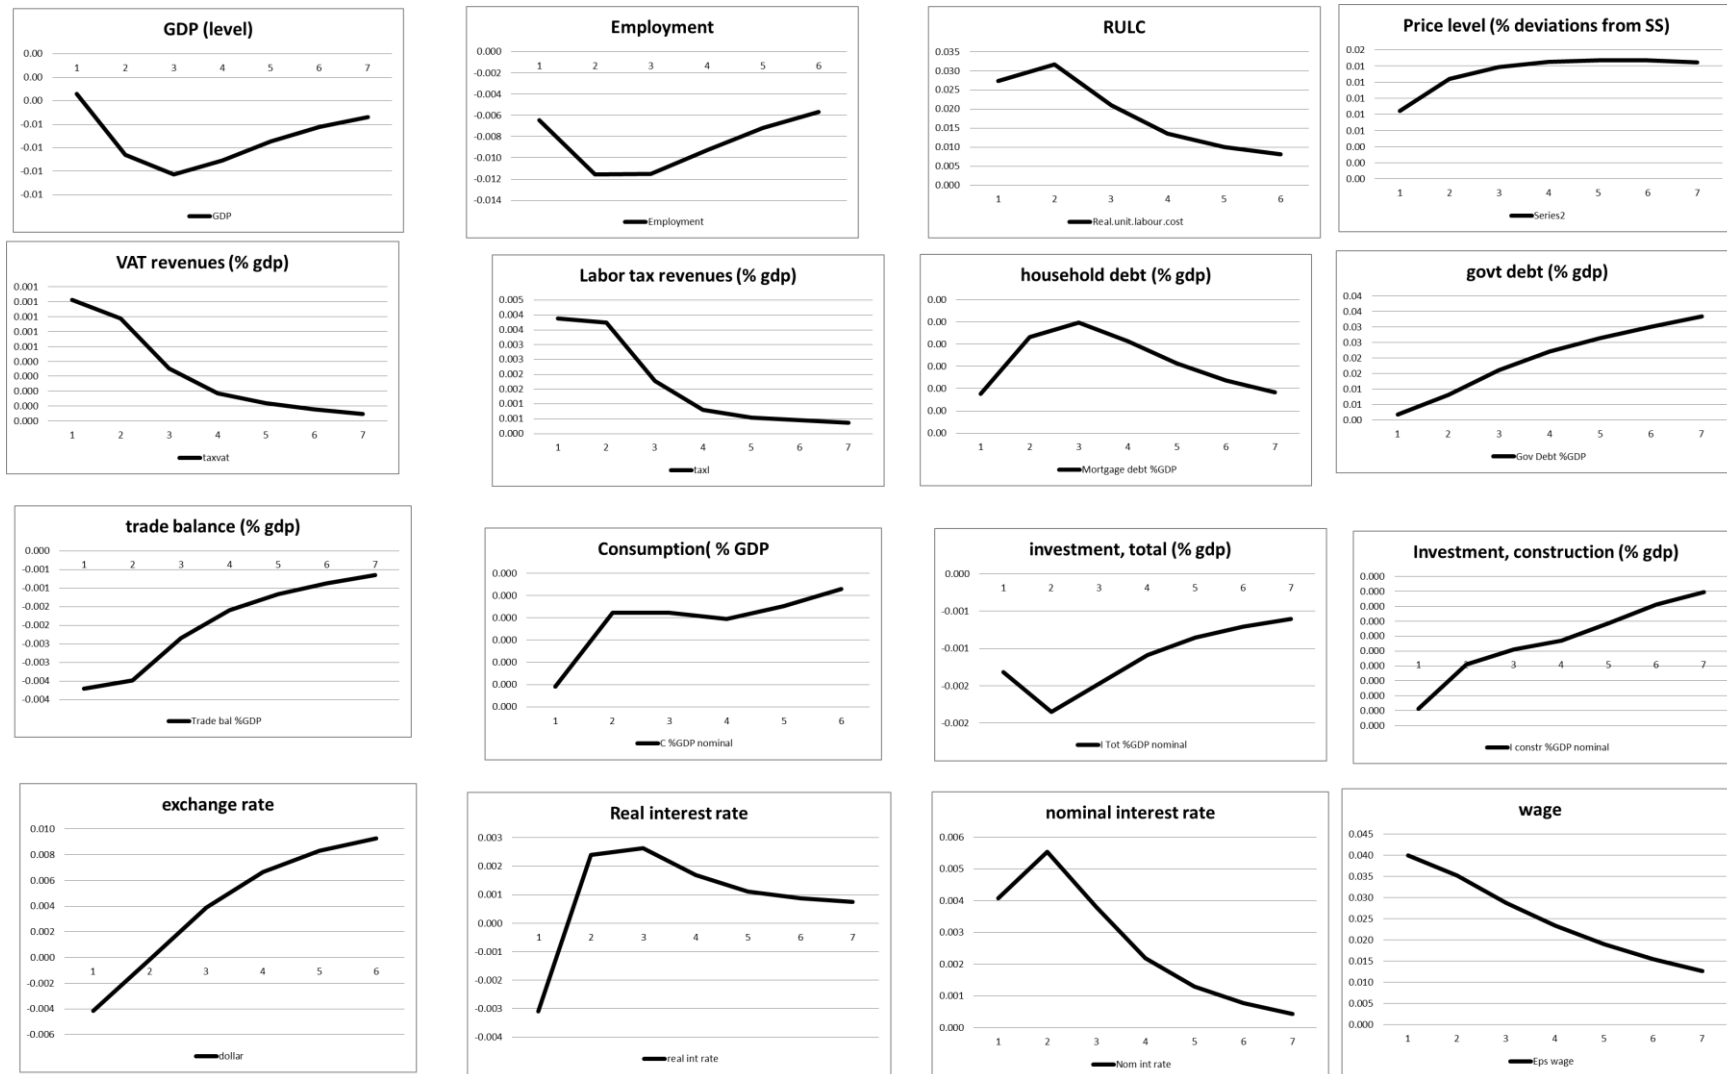 GDP (level)
0.00
0.00
0.00
-0.01
-0.01
-0.01
-0.01
1 2 3 4 5 6 7
GDP
Employment
0.000
-0.002
-0.004
-0.006
-0.008
-0.010
-0.012
-0.014
1 2 3 4 5 6
Employment
RULC
0.035
0.030
0.025
0.020
0.015
0.010
0.005
0.000
1 2 3 4 5 6
Real.unit.labour.cost
Price level (% deviations from SS)
0.02
0.01
0.01
0.01
0.01
0.01
0.00
0.00
0.00
1 2 3 4 5 6 7
Series2
VAT revenues (% gdp)
0.001
0.001
0.001
0.001
0.001
0.000
0.000
0.000
0.000
0.000
1 2 3 4 5 6 7
taxvat
Labor tax revenues (% gdp)
0.005
0.004
0.004
0.003
0.003
0.002
0.002
0.001
0.001
0.000
1 2 3 4 5 6 7
taxl
household debt (% gdp)
0.00
0.00
0.00
0.00
0.00
0.00
0.00
1 2 3 4 5 6 7
Mortgage debt %GDP
govt debt (% gdp)
0.04
0.04
0.03
0.03
0.02
0.02
0.01
0.01
0.00
1 2 3 4 5 6 7
Gov Debt %GDP
trade balance (% gdp)
0.000
-0.001
-0.001
-0.002
-0.002
-0.003
-0.003
-0.004
-0.004
1 2 3 4 5 6 7
Trade bal %GDP
Consumption( % GDP
0.000
0.000
0.000
0.000
0.000
0.000
0.000
1 2 3 4 5 6
C %GDP nominal
investment, total (% gdp)
0.000
-0.001
-0.001
-0.002
-0.002
1 2 3 4 5 6 7
I Tot %GDP nominal
Investment, construction (% gdp)
0.000
0.000
0.000
0.000
0.000
0.000
0.000
0.000
0.000
0.000
0.000
1 2 3 4 5 6 7
I constr %GDP nominal
exchange rate
0.010
0.008
0.006
0.004
0.002
0.000
-0.002
-0.004
-0.006
1 2 3 4 5 6
dollar
Real interest rate
0.003
0.002
0.001
0.000
-0.001
-0.002
-0.003
-0.004
1 2 3 4 5 6 7
real int rate
nominal interest rate
0.006
0.005
0.004
0.003
0.002
0.001
0.000
1 2 3 4 5 6 7
Nom int rate
wage
0.045
0.040
0.035
0.030
0.025
0.020
0.015
0.010
0.005
0.000
1 2 3 4 5 6 7
Eps wage